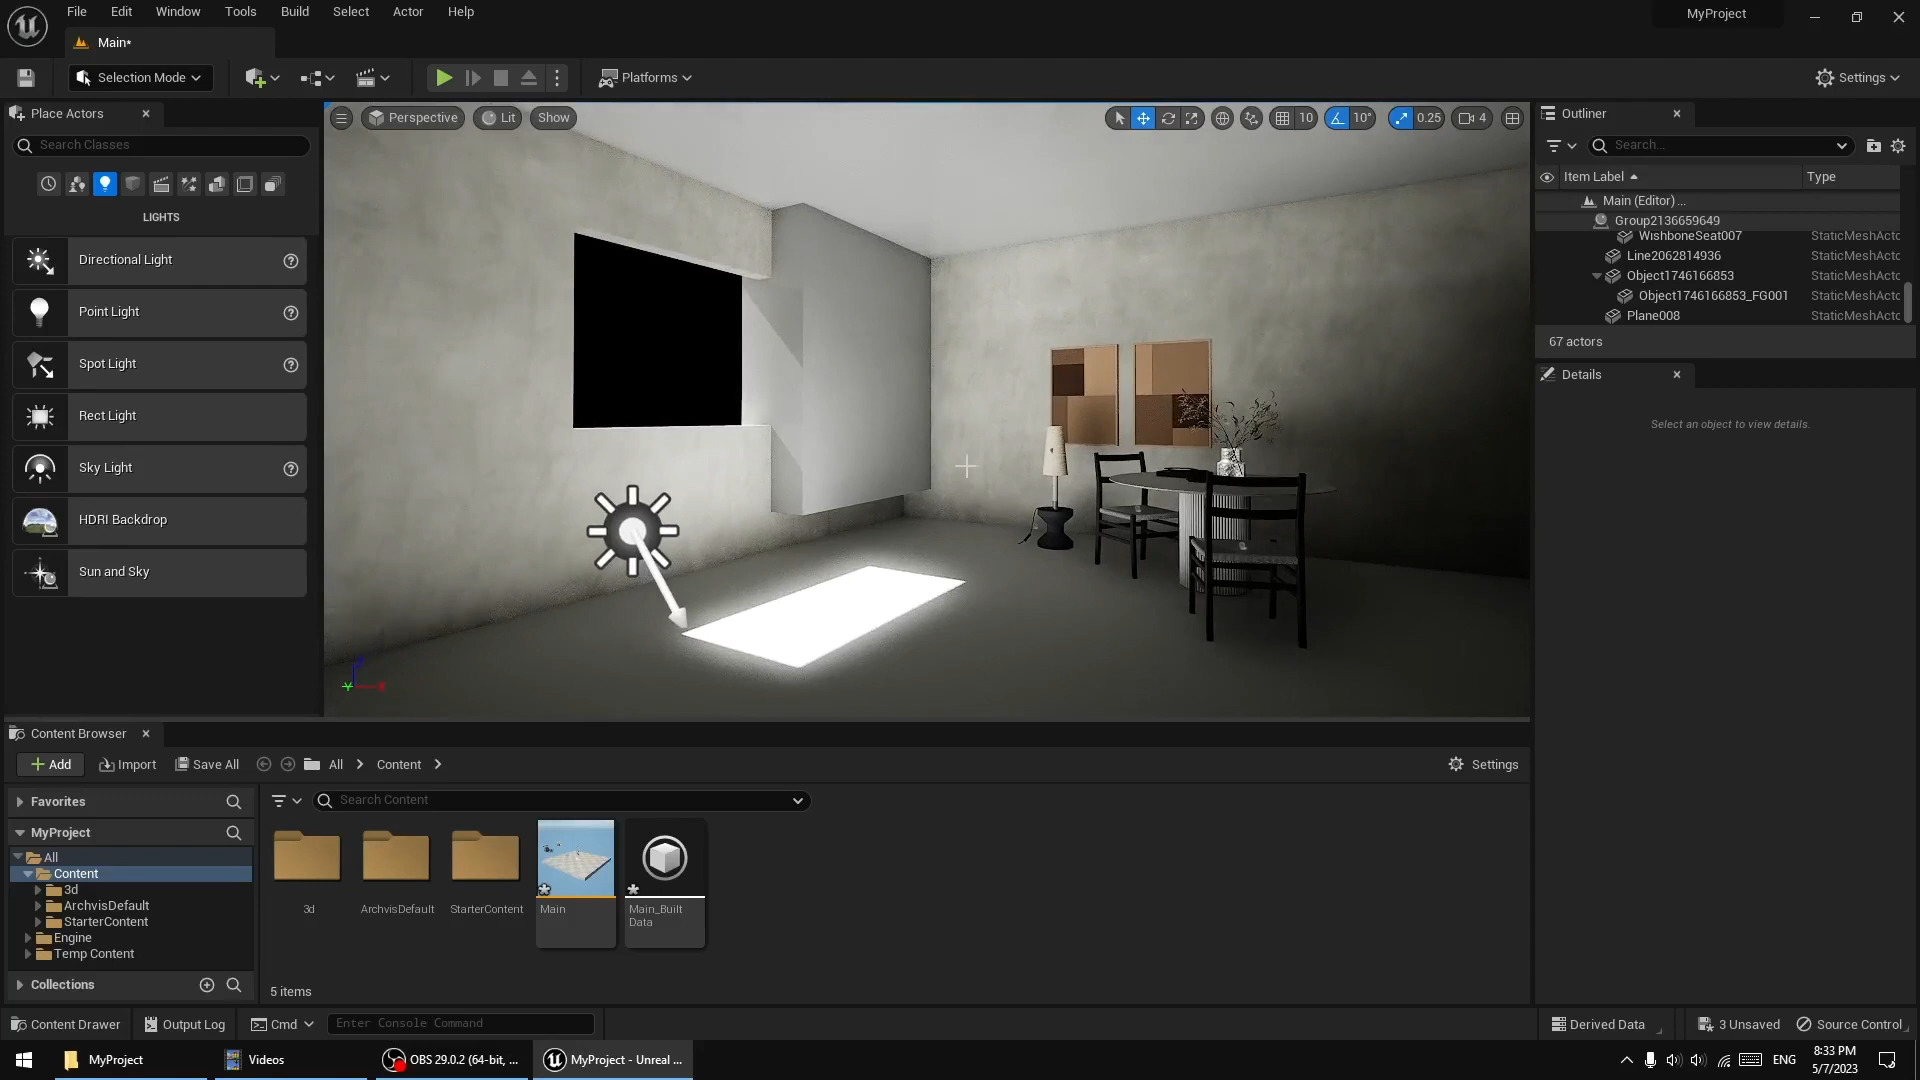 File Edit Window Tools Build Select Actor Help
MyProject
Main*
Selection Mode
Platforms
Settings
Place Actors
Search Classes
LIGHTS
Directional Light
Point Light
Spot Light
Rect Light
Sky Light
HDRI Backdrop
Sun and Sky
Perspective Lit Show
10 10° 0.25 4
Outliner
Search...
Item Label Type
Main (Editor) ...
Group2136659649
WishboneSeat007 StaticMeshActo
Line2062814936 StaticMeshActo
Object1746166853 StaticMeshActo
Object1746166853_FG001 StaticMeshActo
Plane008 StaticMeshActo
67 actors
Details
Select an object to view details.
Content Browser
Add Import Save All All Content Settings
Favorites
MyProject
All
Content
3d
ArchvisDefault
StarterContent
Engine
Temp Content
Collections
Search Content
3d
ArchvisDefault
StarterContent
Main
Main_Built
Data
5 items
Content Drawer Output Log Cmd Enter Console Command Derived Data 3 Unsaved Source Control
MyProject Videos OBS 29.0.2 (64-bit, ... MyProject - Unreal ... ENG 8:33 PM
5/7/2023